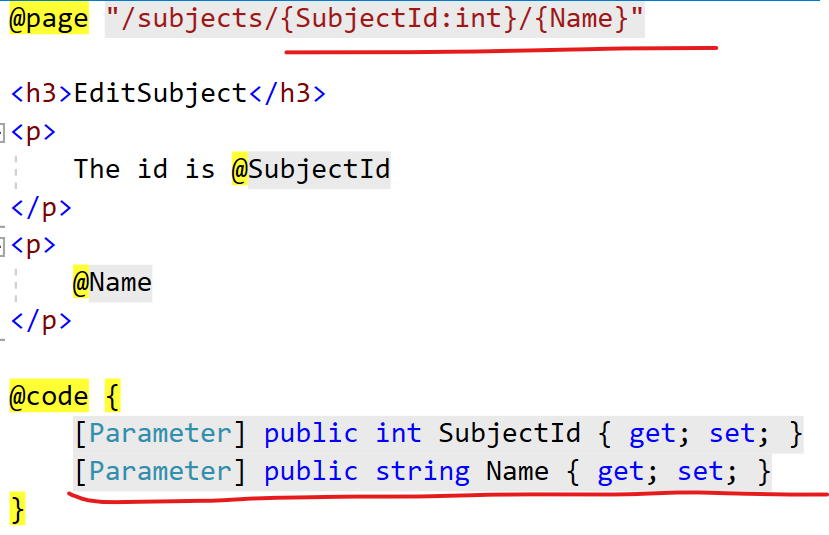 @page "/subjects/{SubjectId:int}/{Name}"
<h3>EditSubject</h3>
<p>
The id is @SubjectId
</p>
<p>
@Name
</p>
@code {
[Parameter] public int SubjectId { get; set; }
[Parameter] public string Name { get; set; }
}